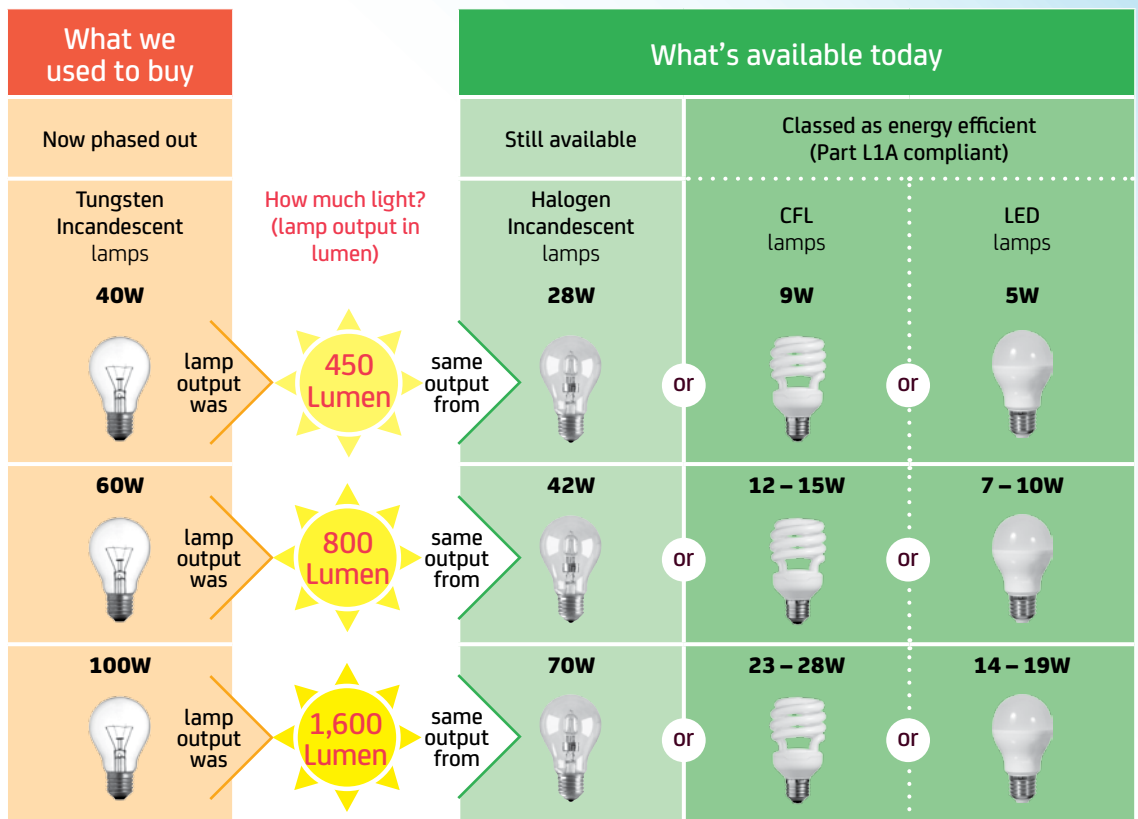 What we
used to buy
What's available today
Now phased out
Still available
Classed as energy efficient
(Part L1A compliant)
Tungsten
Incandescent
lamps
How much light?
(lamp output in
lumen)
Halogen
Incandescent
lamps
CFL
lamps
LED
lamps
40W
28W
9W
5W
lamp
output
was
450
Lumen
same
output
from
or
or
60W
42W
12 – 15W
7 – 10W
lamp
output
was
800
Lumen
same
output
from
or
or
100W
70W
23 – 28W
14 – 19W
lamp
output
was
1,600
Lumen
same
output
from
or
or